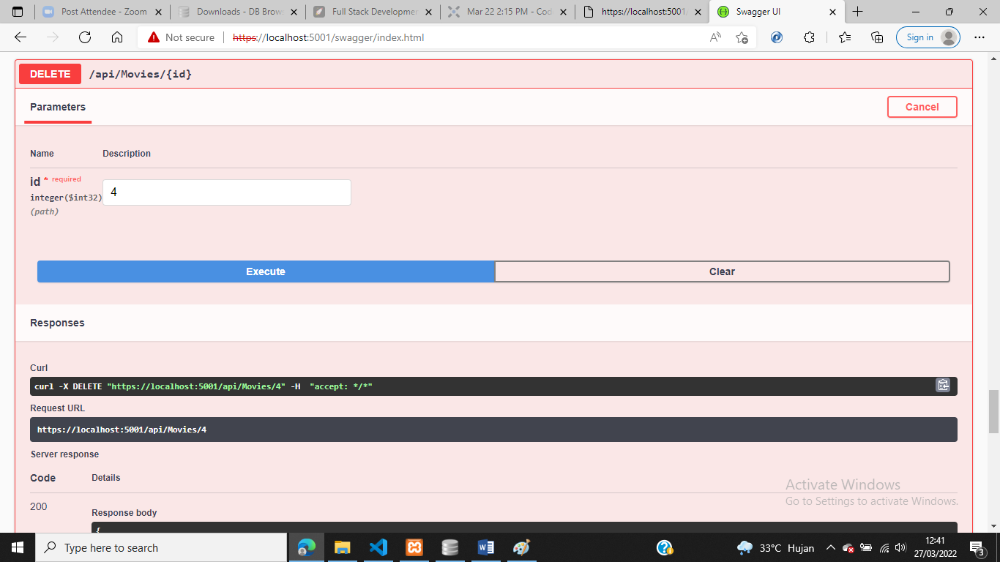 Post Attendee - Zoom
Downloads - DB Brow
Full Stack Developmer
Mar 22 2:15 PM - Cod
https://localhost:5001/
Swagger UI
Not secure
https://localhost:5001/swagger/index.html
Sign in
DELETE /api/Movies/{id}
Parameters
Cancel
Name Description
id * required
integer($int32)
(path)
4
Execute
Clear
Responses
Curl
curl -X DELETE "https://localhost:5001/api/Movies/4" -H "accept: */*"
Request URL
https://localhost:5001/api/Movies/4
Server response
Code Details
200
Response body
{
Activate Windows
Go to Settings to activate Windows.
Type here to search
33°C Hujan
12:41
27/03/2022
3